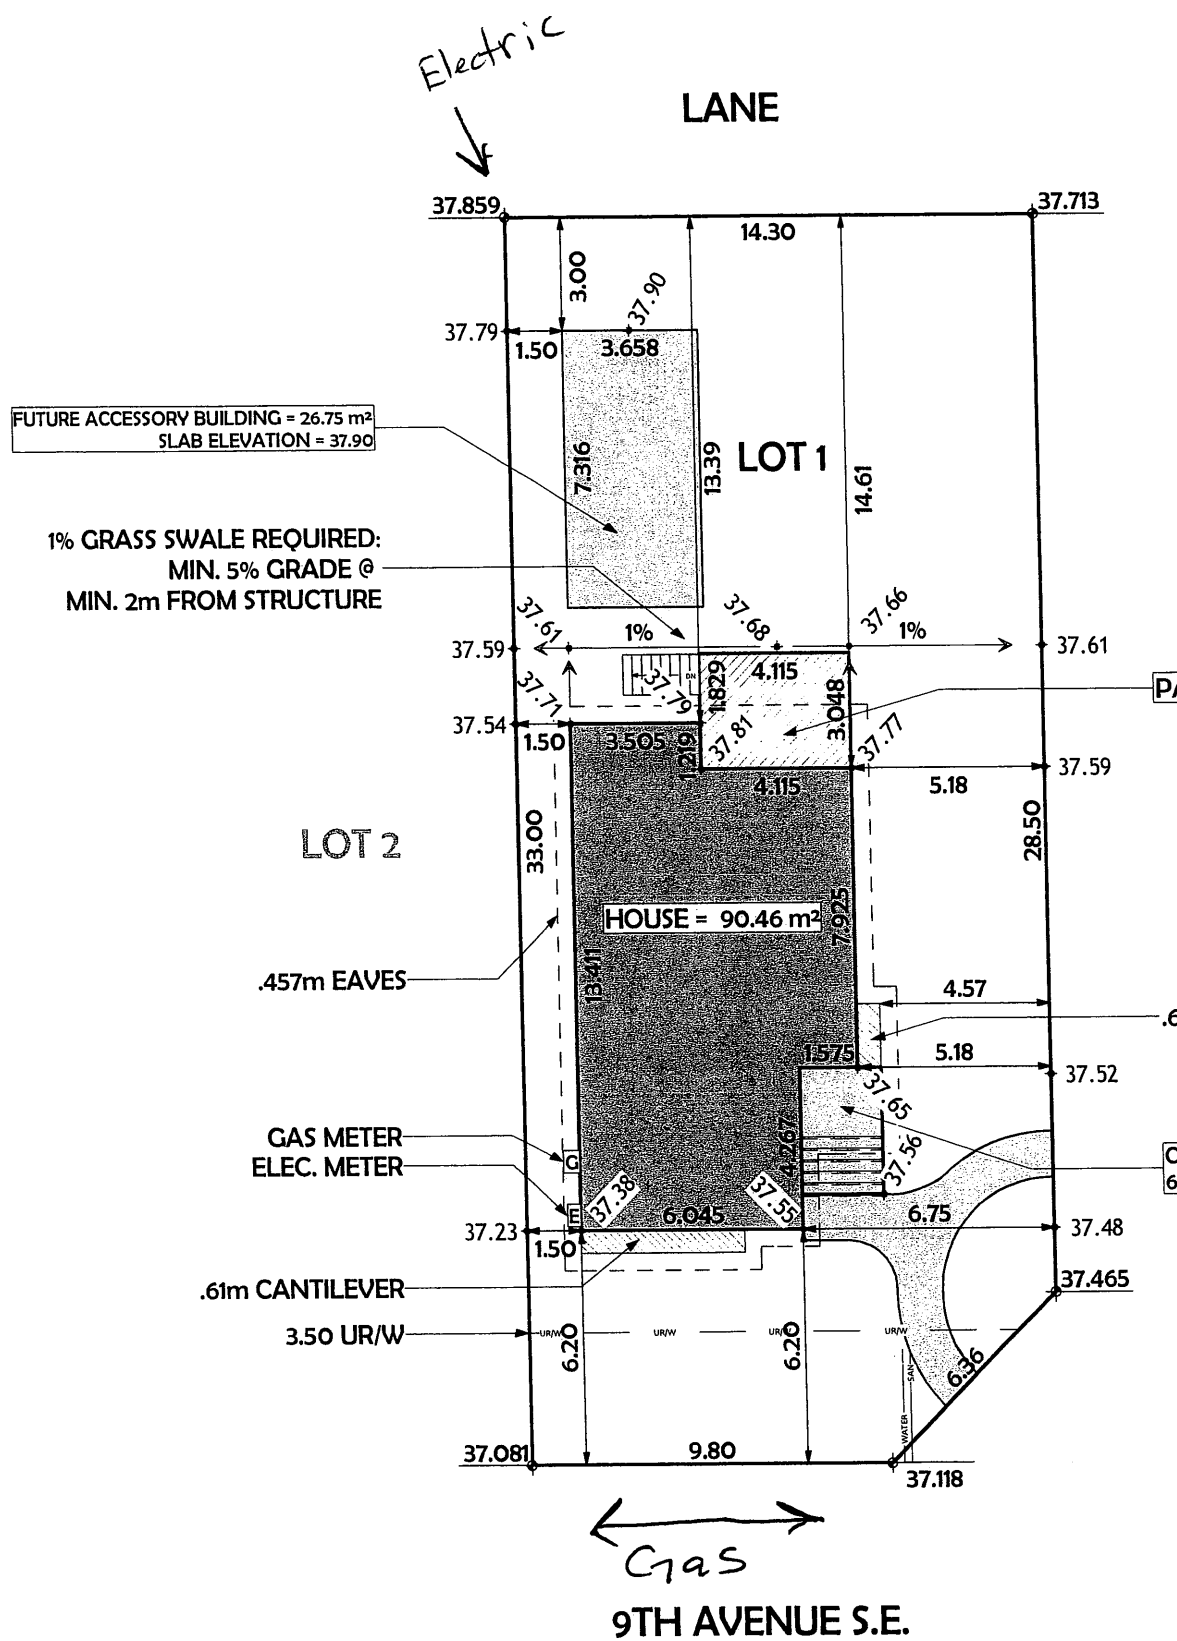 Electric
LANE
37.859
37.713
14.30
3.00
37.90
37.79
1.50
3.658
FUTURE ACCESSORY BUILDING = 26.75 m²
SLAB ELEVATION = 37.90
7.316
13.39
LOT 1
14.61
1% GRASS SWALE REQUIRED:
MIN. 5% GRADE @
MIN. 2m FROM STRUCTURE
37.61
1%
37.68
37.66
1%
37.59
37.61
DN
37.79
1.829
4.115
3.048
PA
37.71
37.54
1.50
3.505
1.219
37.81
37.77
4.115
5.18
37.59
LOT 2
33.00
28.50
HOUSE = 90.46 m²
7.925
13.411
.457m EAVES
4.57
.6
1.575
5.18
37.52
37.65
GAS METER
ELEC. METER
G
E
4.267
37.56
6
37.38
37.55
37.23
1.50
6.045
6.75
37.48
.61m CANTILEVER
37.465
3.50 UR/W
UR/W
UR/W
UR/W
UR/W
6.20
6.20
6.36
WATER
SAN
37.081
9.80
37.118
Gas
9TH AVENUE S.E.